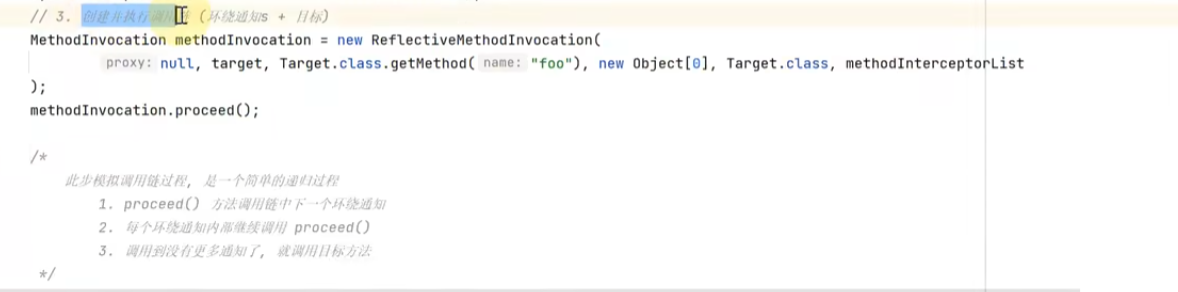 // 3. 创建并执行调用链 (环绕通知s + 目标)
MethodInvocation methodInvocation = new ReflectiveMethodInvocation(
proxy: null, target, Target.class.getMethod( name: "foo"), new Object[0], Target.class, methodInterceptorList
);
methodInvocation.proceed();
/*
此步模拟调用链过程, 是一个简单的递归过程
1. proceed() 方法调用链中下一个环绕通知
2. 每个环绕通知内部继续调用 proceed()
3. 调用到没有更多通知了, 就调用目标方法
*/